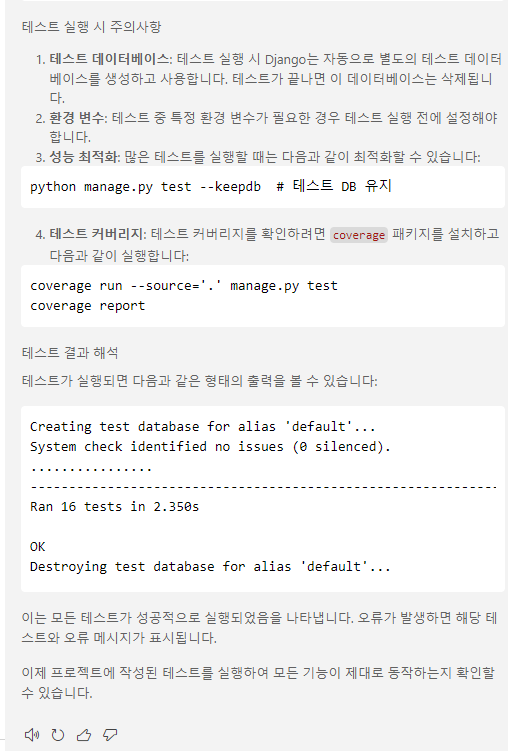 테스트 실행 시 주의사항
1. 테스트 데이터베이스: 테스트 실행 시 Django는 자동으로 별도의 테스트 데이터
베이스를 생성하고 사용합니다. 테스트가 끝나면 이 데이터베이스는 삭제됩니
다.
2. 환경 변수: 테스트 중 특정 환경 변수가 필요한 경우 테스트 실행 전에 설정해야
합니다.
3. 성능 최적화: 많은 테스트를 실행할 때는 다음과 같이 최적화할 수 있습니다:
python manage.py test --keepdb  # 테스트 DB 유지
4. 테스트 커버리지: 테스트 커버리지를 확인하려면 coverage 패키지를 설치하고
다음과 같이 실행합니다:
coverage run --source='.' manage.py test
coverage report
테스트 결과 해석
테스트가 실행되면 다음과 같은 형태의 출력을 볼 수 있습니다:
Creating test database for alias 'default'...
System check identified no issues (0 silenced).
................
----------------------------------------------------------
Ran 16 tests in 2.350s
OK
Destroying test database for alias 'default'...
이는 모든 테스트가 성공적으로 실행되었음을 나타냅니다. 오류가 발생하면 해당 테
스트와 오류 메시지가 표시됩니다.
이제 프로젝트에 작성된 테스트를 실행하여 모든 기능이 제대로 동작하는지 확인할
수 있습니다.